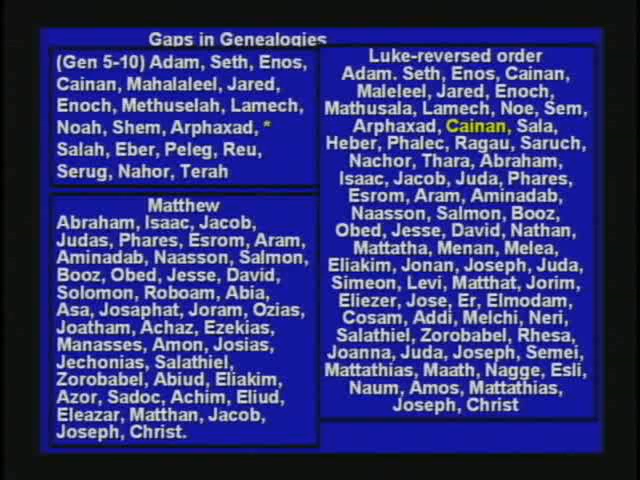 Gaps in Genealogies
(Gen 5-10) Adam, Seth, Enos,
Cainan, Mahalaleel, Jared,
Enoch, Methuselah, Lamech,
Noah, Shem, Arphaxad, *
Salah, Eber, Peleg, Reu,
Serug, Nahor, Terah
Matthew
Abraham, Isaac, Jacob,
Judas, Phares, Esrom, Aram,
Aminadab, Naasson, Salmon,
Booz, Obed, Jesse, David,
Solomon, Roboam, Abia,
Asa, Josaphat, Joram, Ozias,
Joatham, Achaz, Ezekias,
Manasses, Amon, Josias,
Jechonias, Salathiel,
Zorobabel, Abiud, Eliakim,
Azor, Sadoc, Achim, Eliud,
Eleazar, Matthan, Jacob,
Joseph, Christ.
Luke-reversed order
Adam. Seth, Enos, Cainan,
Maleleel, Jared, Enoch,
Mathusala, Lamech, Noe, Sem,
Arphaxad, Cainan, Sala,
Heber, Phalec, Ragau, Saruch,
Nachor, Thara, Abraham,
Isaac, Jacob, Juda, Phares,
Esrom, Aram, Aminadab,
Naasson, Salmon, Booz,
Obed, Jesse, David, Nathan,
Mattatha, Menan, Melea,
Eliakim, Jonan, Joseph, Juda,
Simeon, Levi, Matthat, Jorim,
Eliezer, Jose, Er, Elmodam,
Cosam, Addi, Melchi, Neri,
Salathiel, Zorobabel, Rhesa,
Joanna, Juda, Joseph, Semei,
Mattathias, Maath, Nagge, Esli,
Naum, Amos, Mattathias,
Joseph, Christ